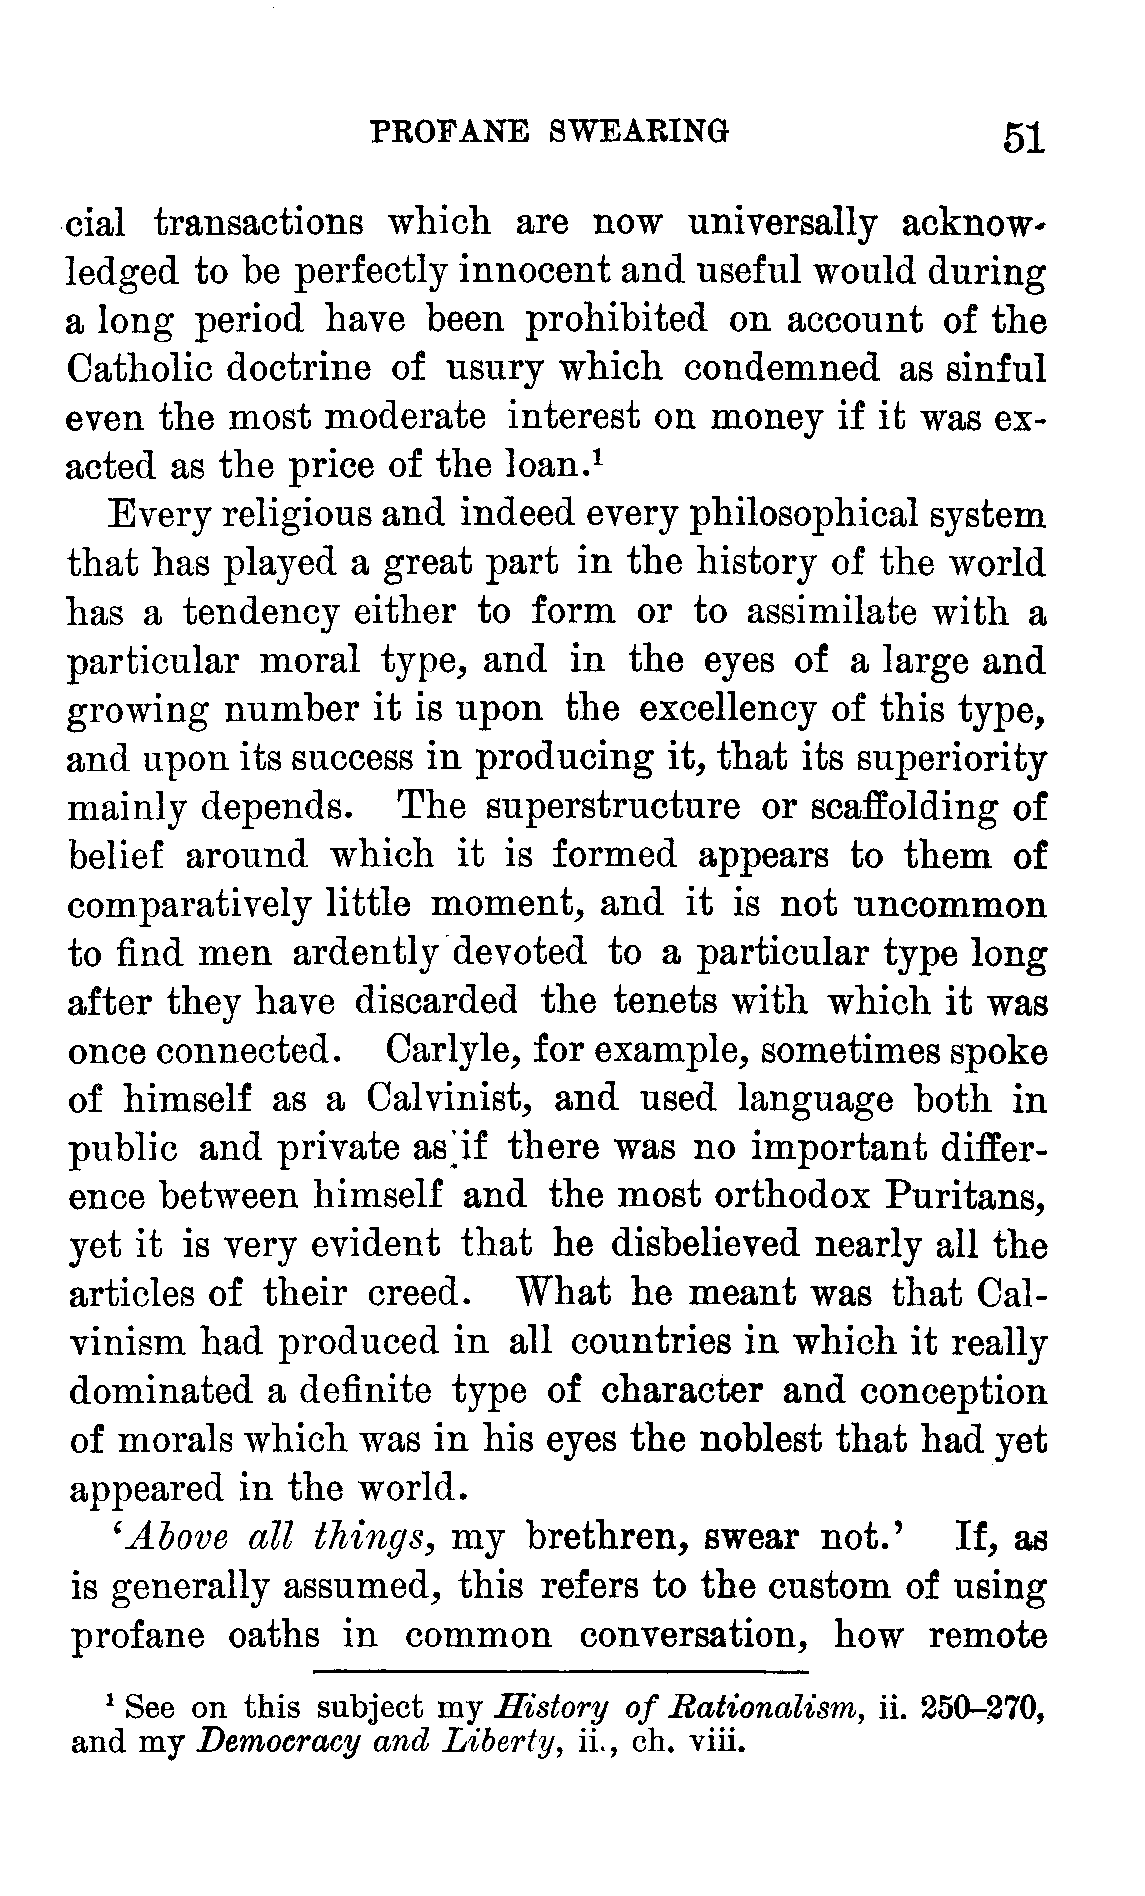 PROFANE SWEARING 51
cial transactions which are now universally acknow-
ledged to be perfectly innocent and useful would during
a long period have been prohibited on account of the
Catholic doctrine of usury which condemned as sinful
even the most moderate interest on money if it was ex-
acted as the price of the loan.¹
Every religious and indeed every philosophical system
that has played a great part in the history of the world
has a tendency either to form or to assimilate with a
particular moral type, and in the eyes of a large and
growing number it is upon the excellency of this type,
and upon its success in producing it, that its superiority
mainly depends. The superstructure or scaffolding of
belief around which it is formed appears to them of
comparatively little moment, and it is not uncommon
to find men ardently devoted to a particular type long
after they have discarded the tenets with which it was
once connected. Carlyle, for example, sometimes spoke
of himself as a Calvinist, and used language both in
public and private as if there was no important differ-
ence between himself and the most orthodox Puritans,
yet it is very evident that he disbelieved nearly all the
articles of their creed. What he meant was that Cal-
vinism had produced in all countries in which it really
dominated a definite type of character and conception
of morals which was in his eyes the noblest that had yet
appeared in the world.
‘Above all things, my brethren, swear not.’ If, as
is generally assumed, this refers to the custom of using
profane oaths in common conversation, how remote
¹ See on this subject my History of Rationalism, ii. 250–270,
and my Democracy and Liberty, ii., ch. viii.